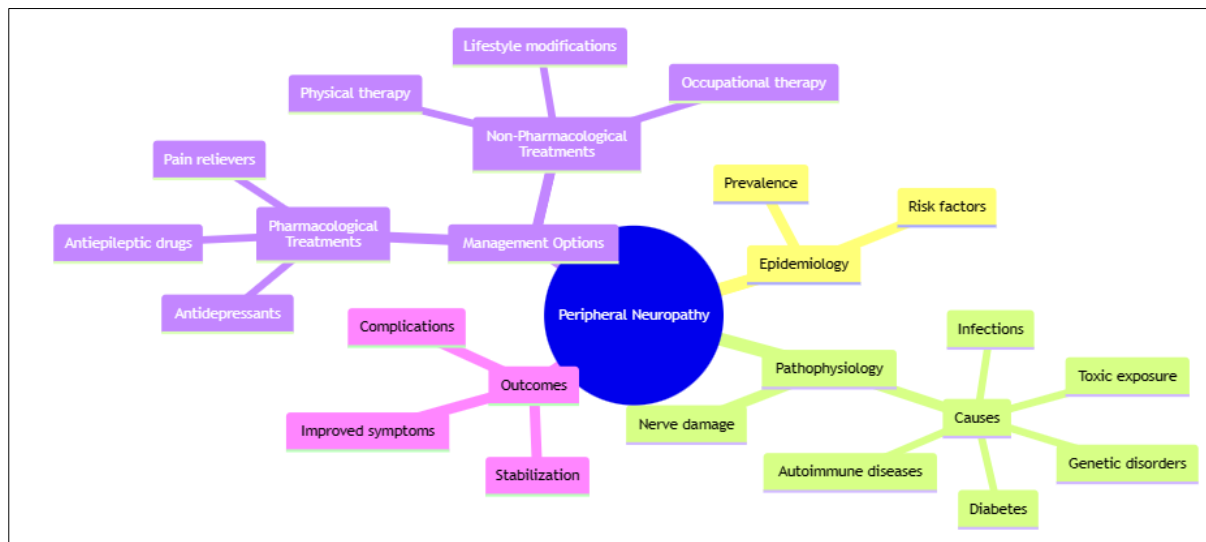 Lifestyle modifications
Occupational therapy
Physical therapy
Non-Pharmacological
Treatments
Pain relievers
Prevalence
Risk factors
Pharmacological
Treatments
Antiepileptic drugs
Management Options
Epidemiology
Antidepressants
Peripheral Neuropathy
Complications
Infections
Pathophysiology
Toxic exposure
Outcomes
Nerve damage
Causes
Improved symptoms
Autoimmune diseases
Genetic disorders
Stabilization
Diabetes